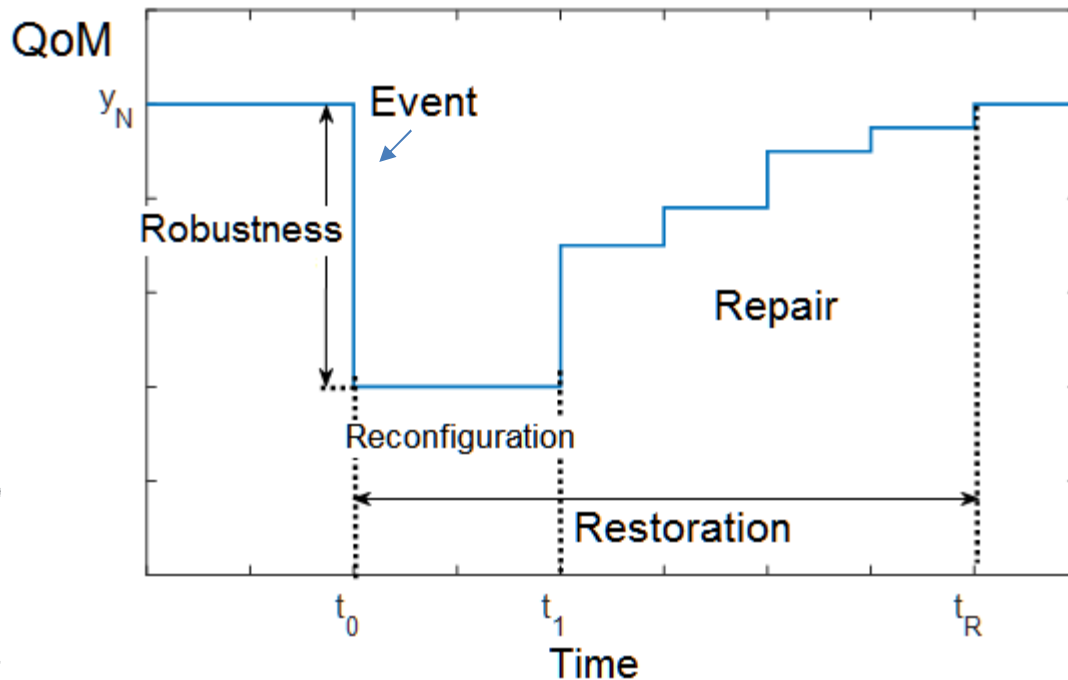 QoM
y_N
Event
Robustness
Repair
Reconfiguration
Restoration
t_0
t_1
t_R
Time